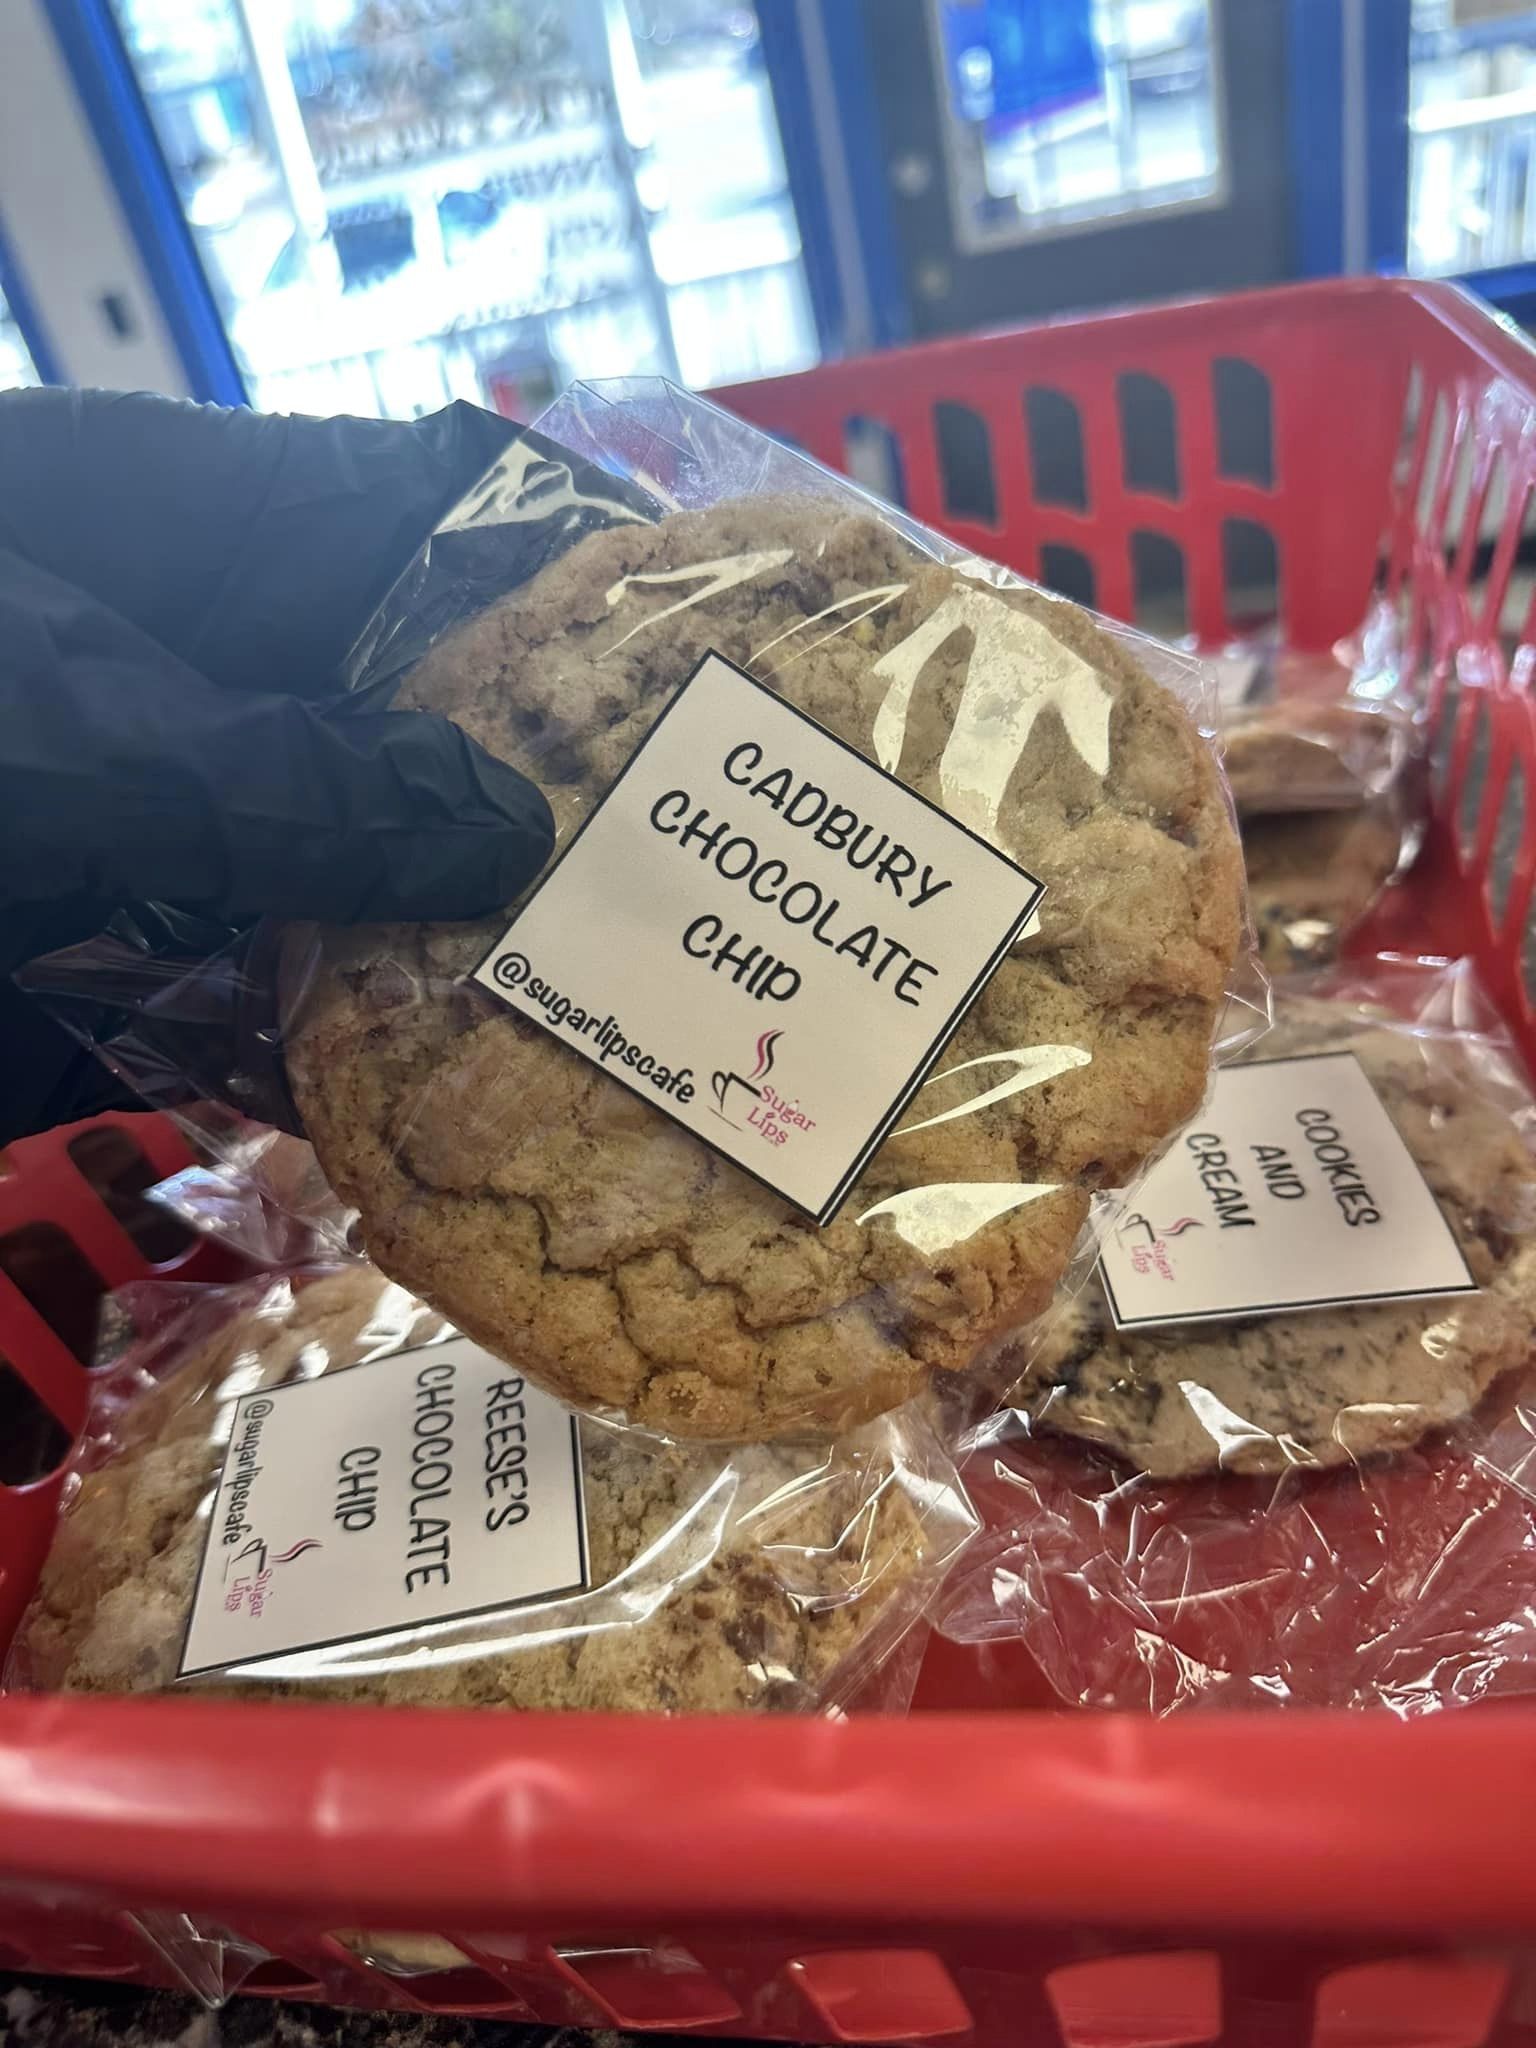 CADBURY
CHOCOLATE
CHIP
@sugarlipscafe
Sugar
Lips
COOKIES
AND
CREAM
Sugar
Lips
REESE'S
CHOCOLATE
CHIP
@sugarlipscafe
Sugar
Lips